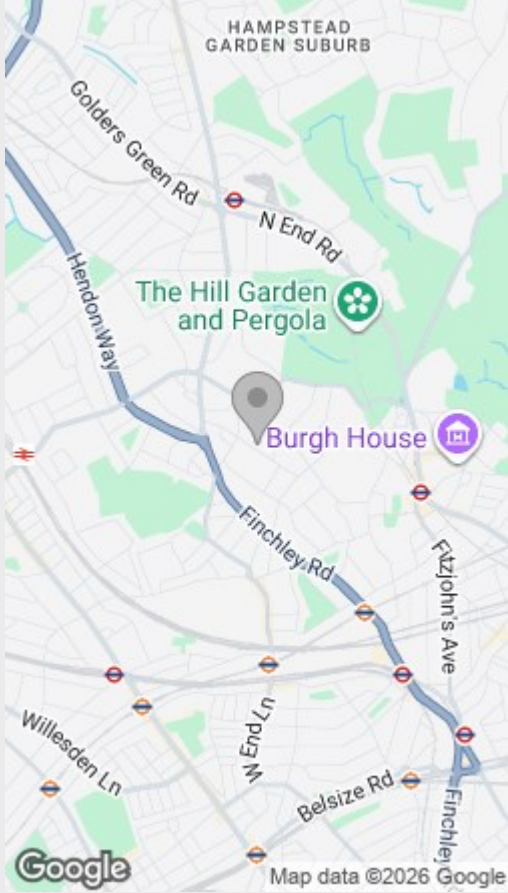 HAMPSTEAD
GARDEN SUBURB
Golders Green Rd
N End Rd
Hendon Way
The Hill Garden
and Pergola
Burgh House
Finchley Rd
Fitzjohn's Ave
W End Ln
Willesden Ln
Belsize Rd
Finchley
Google
Map data ©2026 Google